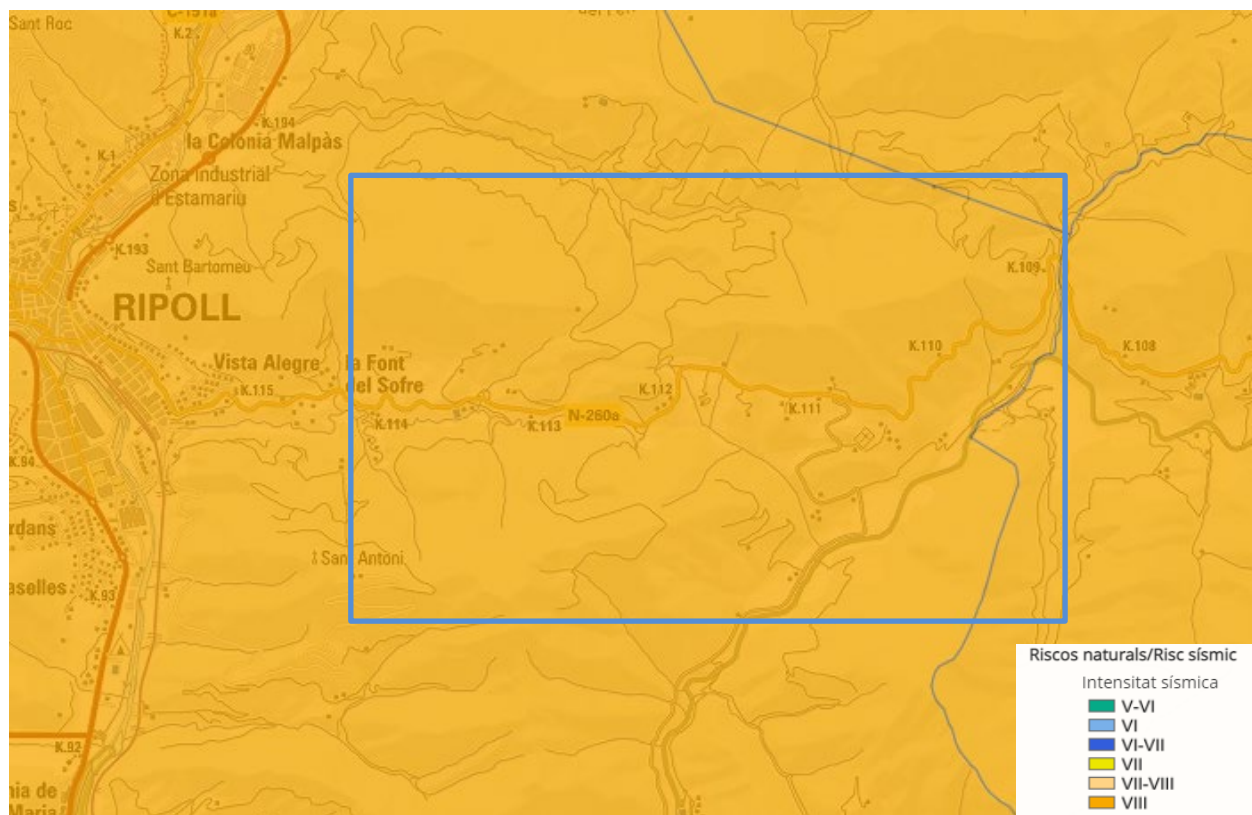 Sant Roc
C-151a
K.2
K.194
la Colonia Malpàs
K.1
Zona Industrial
d'Estamariu
K.193
Sant Bartomeu
K.109
RIPOLL
K.110
K.108
Vista Alegre
la Font
del Sofre
K.115
K.112
K.111
N-260a
K.114
K.113
K.94
rdans
Sant Antoni
aselles
K.93
K.92
nia de
Maria
Riscos naturals/Risc sísmic
Intensitat sísmica
V-VI
VI
VI-VII
VII
VII-VIII
VIII